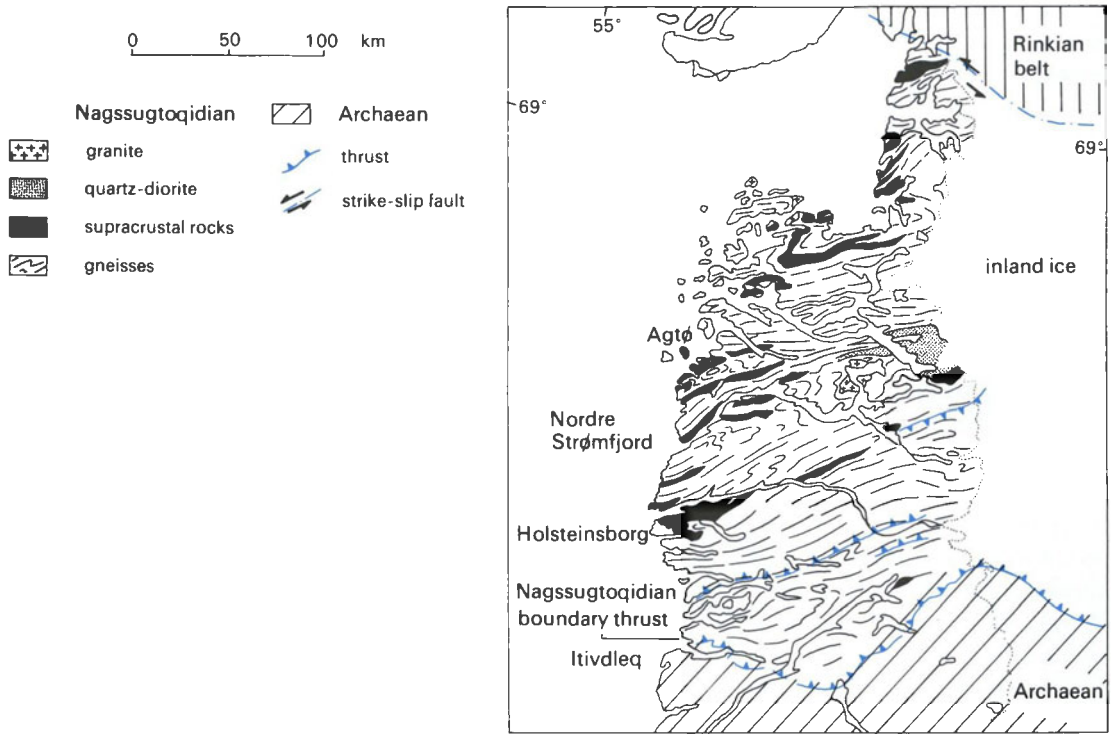 0 50 100 km
Nagssugtoqidian
granite
quartz-diorite
supracrustal rocks
gneisses
Archaean
thrust
strike-slip fault
55°
69°
Rinkian
belt
69°
inland ice
Agtø
Nordre
Strømfjord
Holsteinsborg
Nagssugtoqidian
boundary thrust
Itivdleq
Archaean